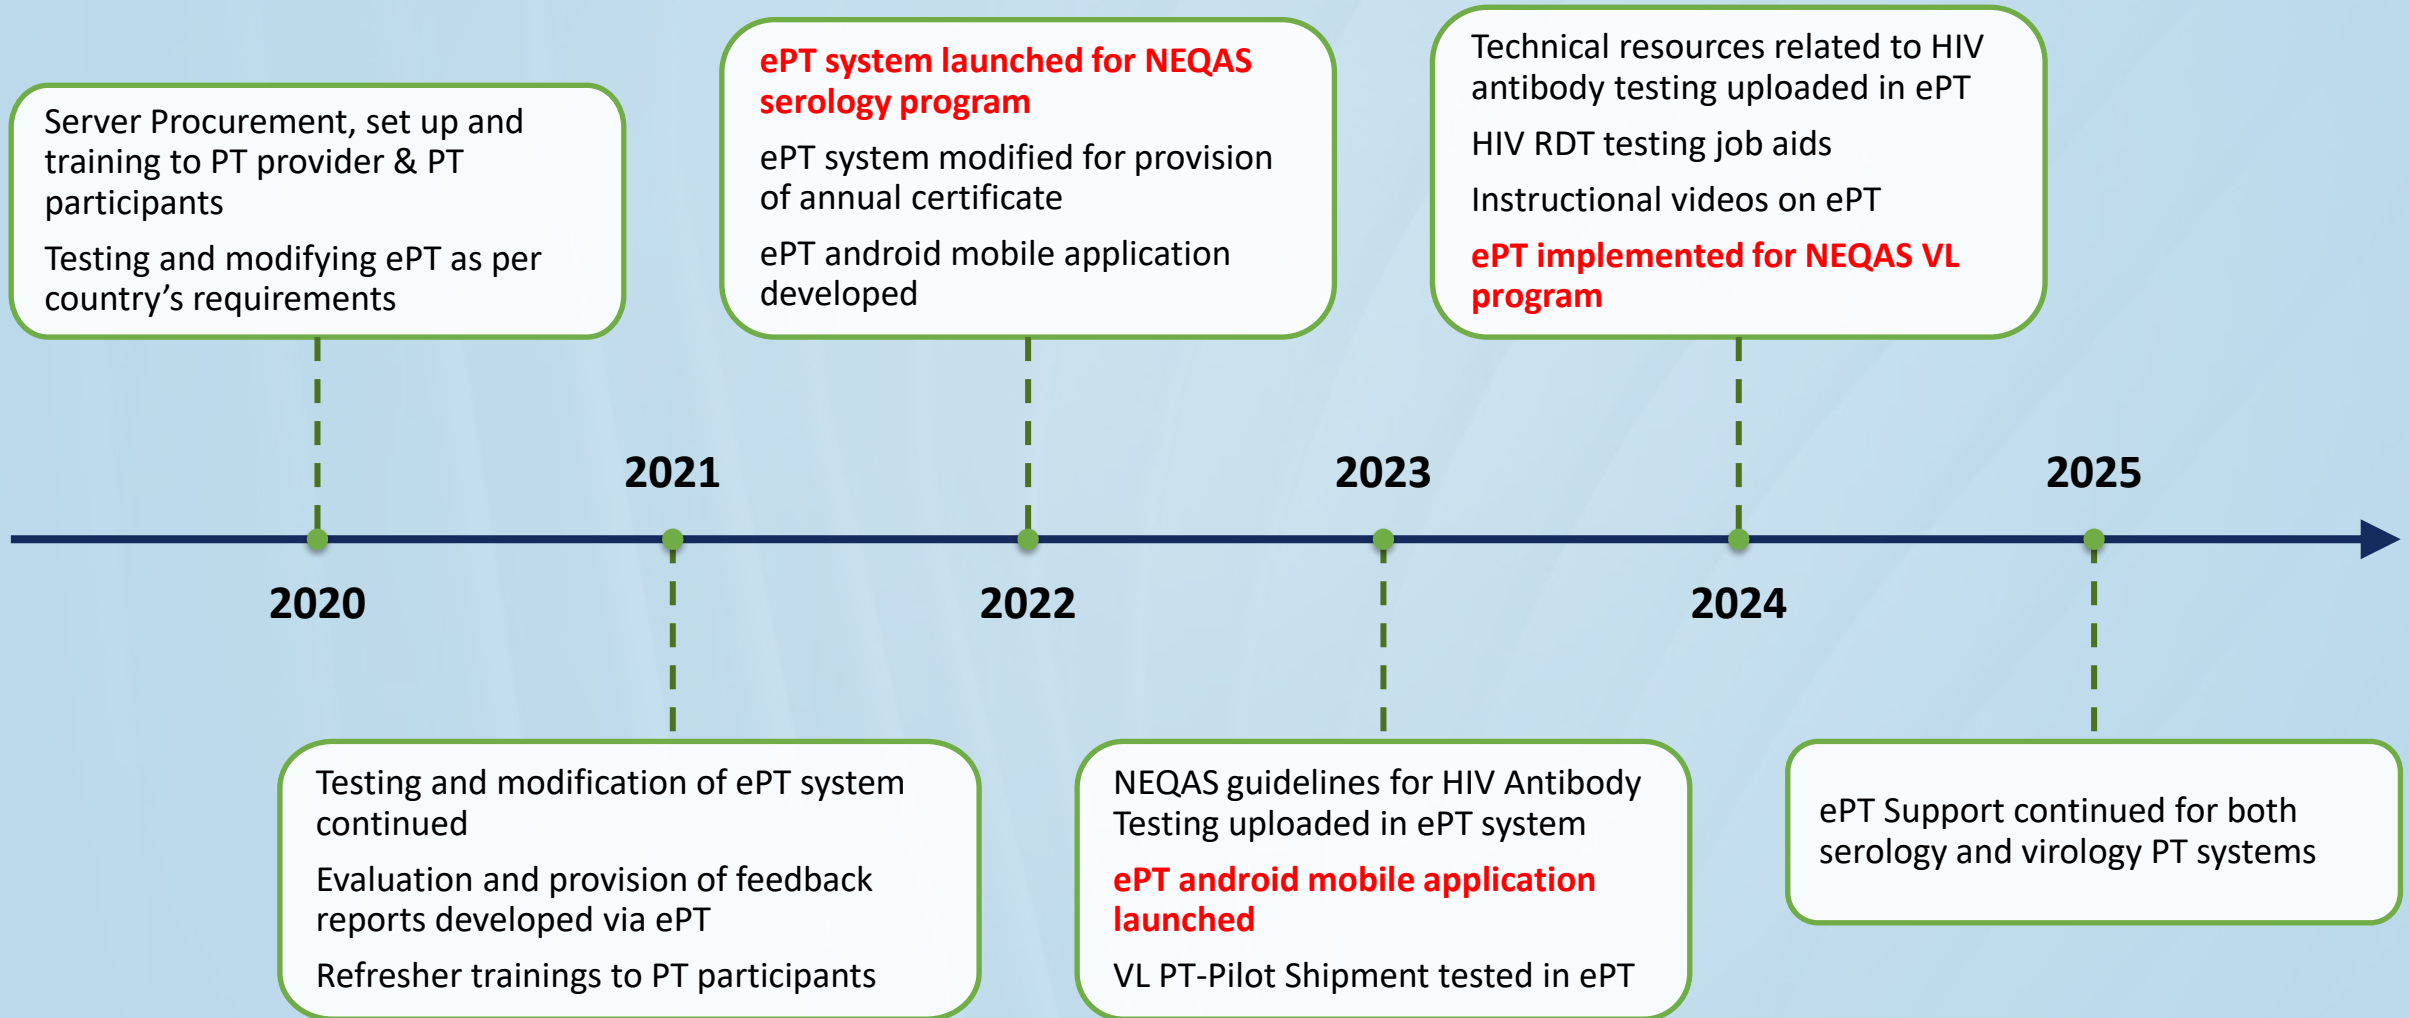 Server Procurement, set up and
training to PT provider & PT
participants
Testing and modifying ePT as per
country’s requirements
2020
2021
Testing and modification of ePT system
continued
Evaluation and provision of feedback
reports developed via ePT
Refresher trainings to PT participants
ePT system launched for NEQAS
serology program
ePT system modified for provision
of annual certificate
ePT android mobile application
developed
2022
2023
NEQAS guidelines for HIV Antibody
Testing uploaded in ePT system
ePT android mobile application
launched
VL PT-Pilot Shipment tested in ePT
Technical resources related to HIV
antibody testing uploaded in ePT
HIV RDT testing job aids
Instructional videos on ePT
ePT implemented for NEQAS VL
program
2024
2025
ePT Support continued for both
serology and virology PT systems